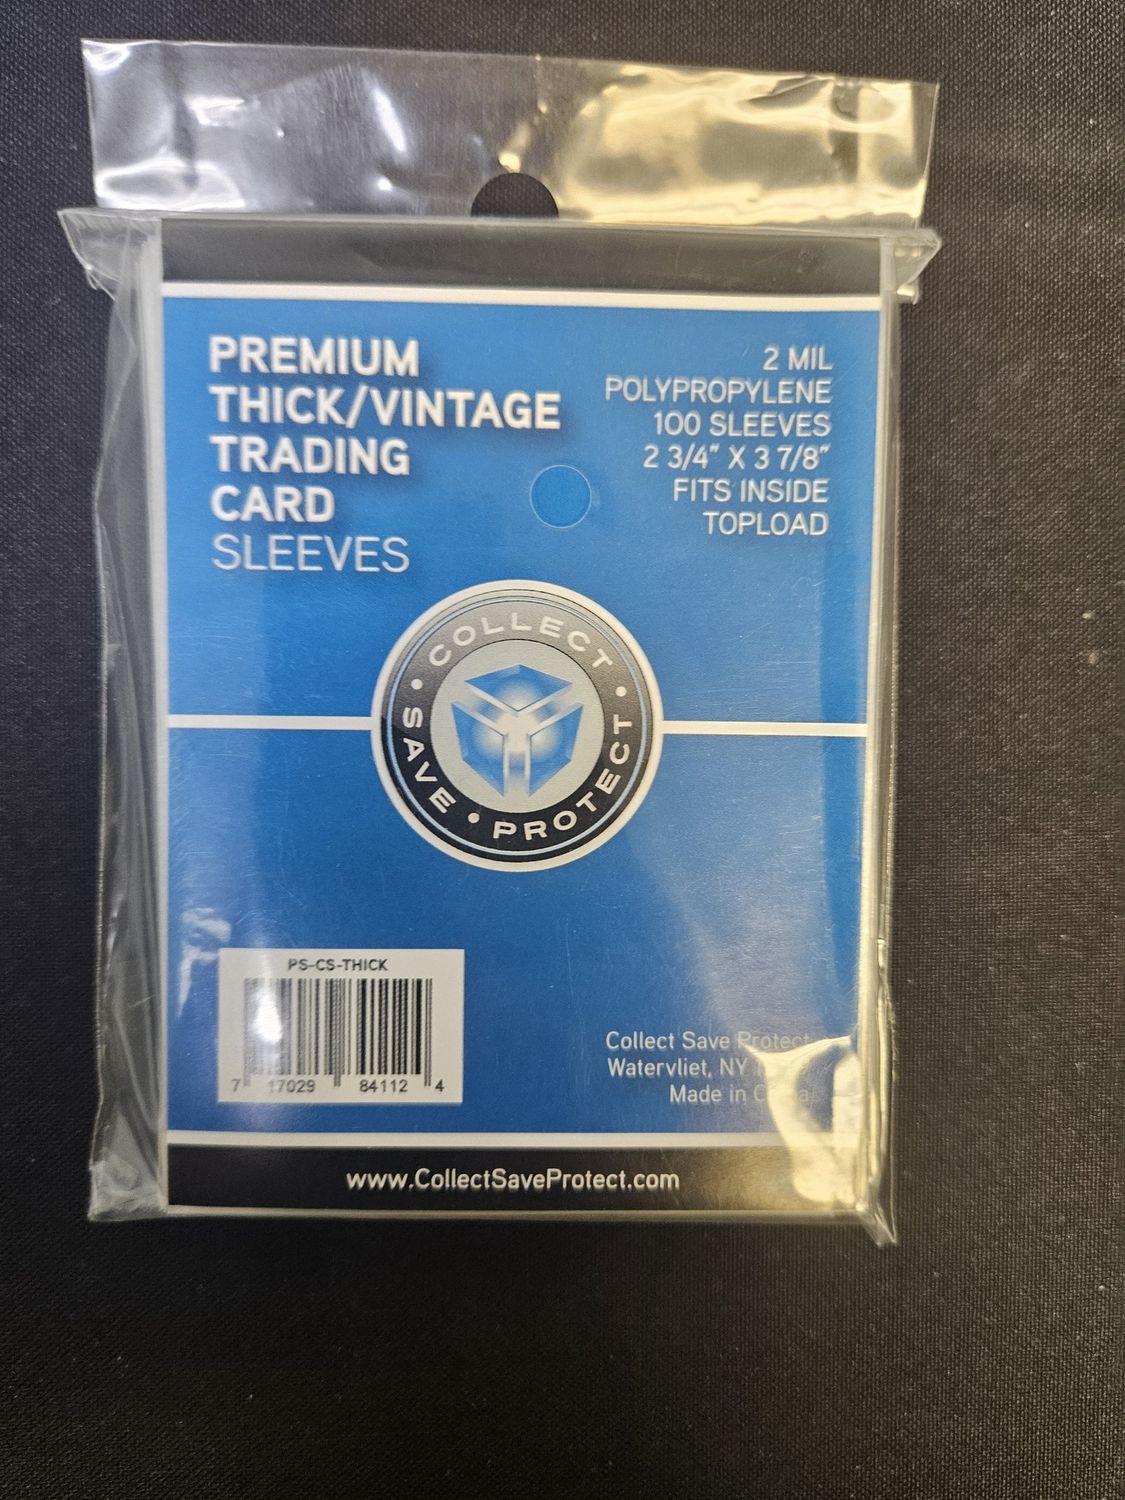 PREMIUM
THICK/VINTAGE
TRADING
CARD
SLEEVES
2 MIL
POLYPROPYLENE
100 SLEEVES
2 3/4" X 3 7/8"
FITS INSIDE
TOPLOAD
COLLECT • SAVE • PROTECT •
PS-CS-THICK
7 17029 84112 4
Collect Save Protect
Watervliet, NY
Made in
www.CollectSaveProtect.com